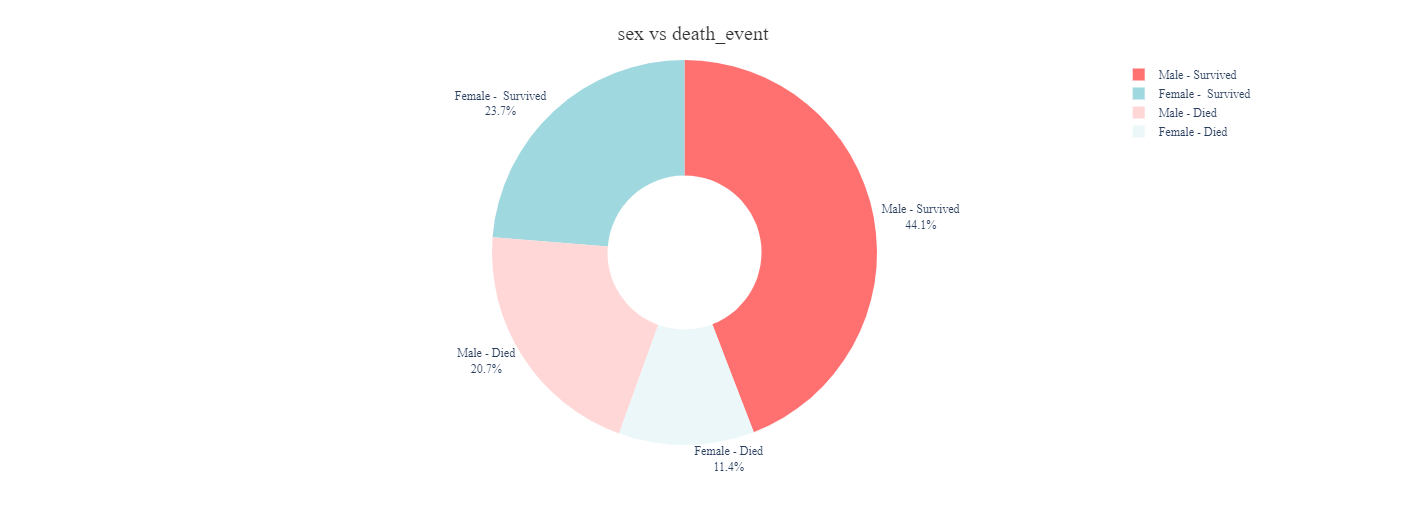 sex vs death_event
Male - Survived
Female -  Survived
Male - Died
Female - Died
Female -  Survived
23.7%
Male - Survived
44.1%
Male - Died
20.7%
Female - Died
11.4%